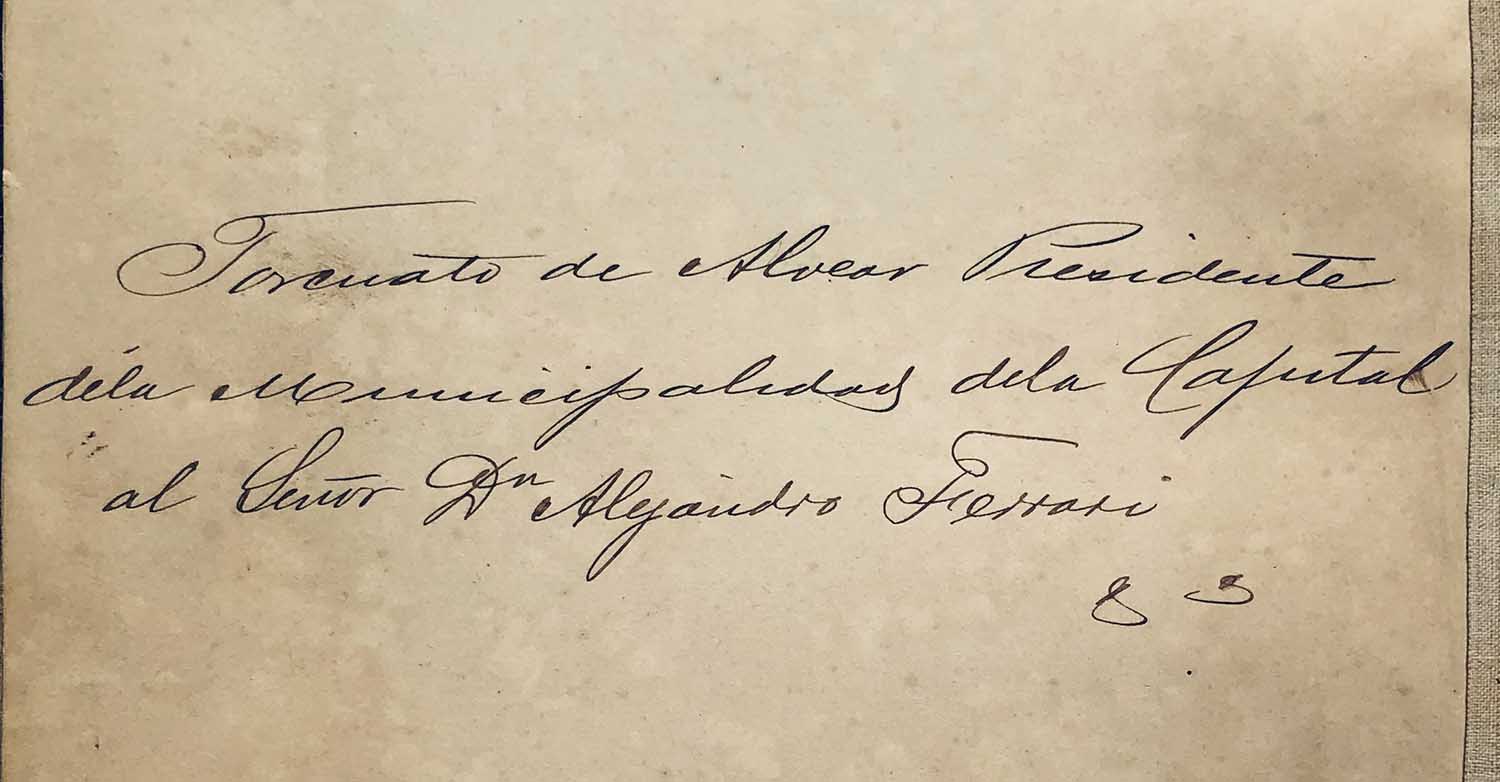 Torcuato de Alvear Presidente
dela Municipalidad dela Capital
al Señor Dn Alejandro Ferrari